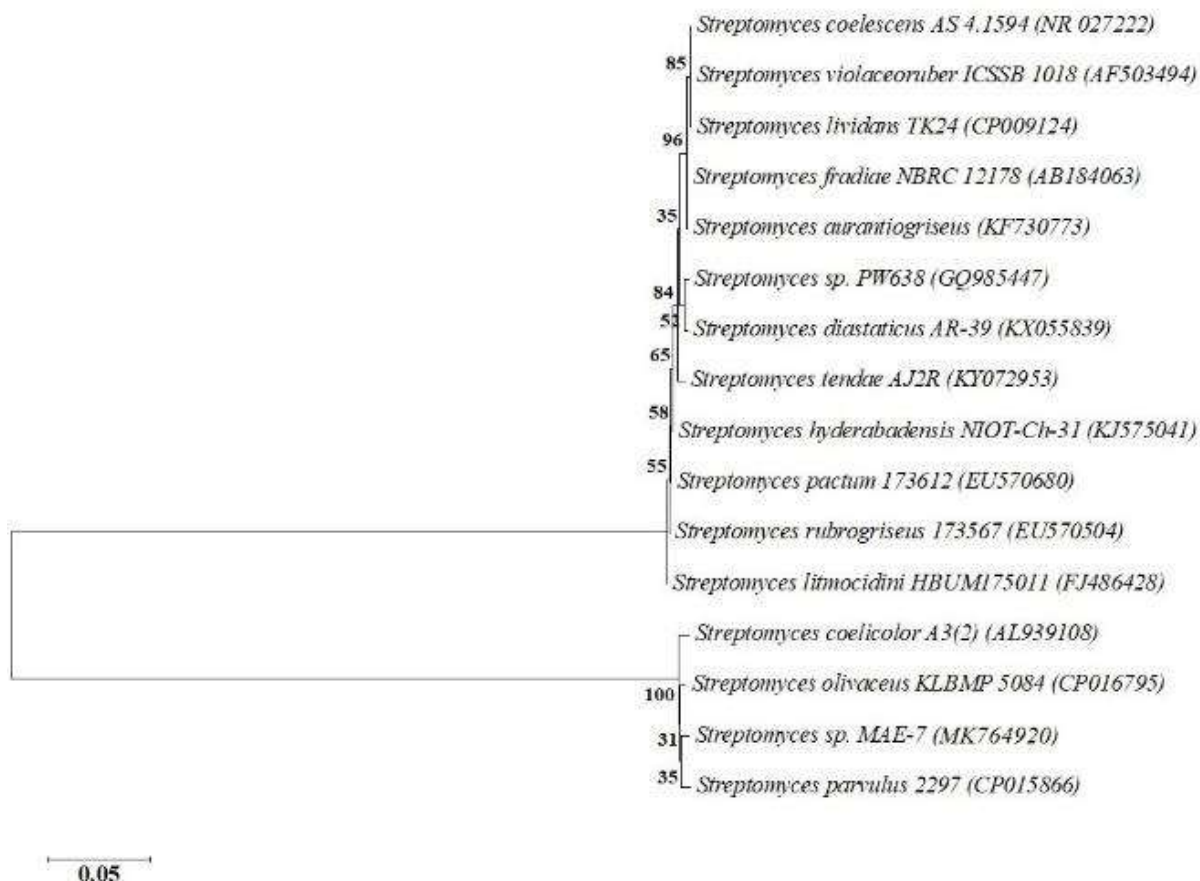 Streptomyces coelescens AS 4.1594 (NR 027222)
85
Streptomyces violaceoruber ICSSB 1018 (AF503494)
Streptomyces lividans TK24 (CP009124)
96
Streptomyces fradiae NBRC 12178 (AB184063)
35
Streptomyces aurantiogriseus (KF730773)
Streptomyces sp. PW638 (GQ985447)
84
53
Streptomyces diastaticus AR-39 (KX055839)
65
Streptomyces tendae AJ2R (KY072953)
58
Streptomyces hyderabadensis NIOT-Ch-31 (KJ575041)
55
Streptomyces pactum 173612 (EU570680)
Streptomyces rubrogriseus 173567 (EU570504)
Streptomyces litmocidini HBUM175011 (FJ486428)
Streptomyces coelicolor A3(2) (AL939108)
Streptomyces olivaceus KLBMP 5084 (CP016795)
100
Streptomyces sp. MAE-7 (MK764920)
31
35
Streptomyces parvulus 2297 (CP015866)
0.05